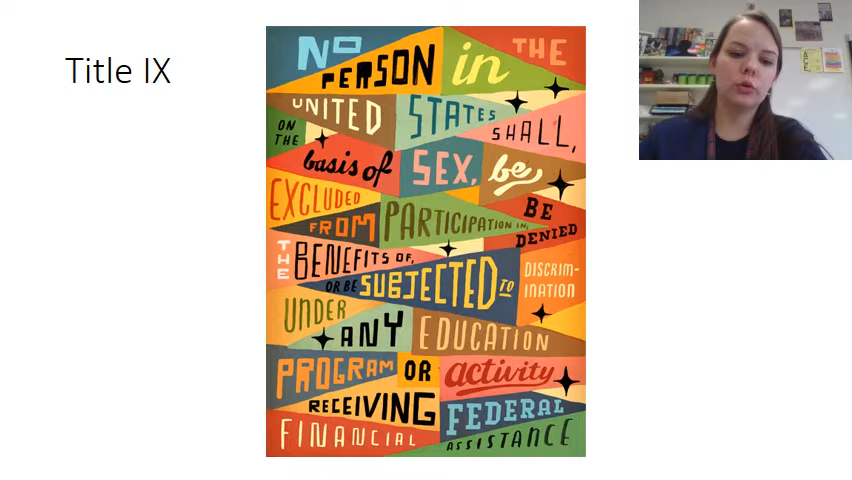 Title IX
NO
PERSON in THE
UNITED STATES SHALL,
ON THE
basis of SEX, be
EXCLUDED
FROM PARTICIPATION IN, BE
DENIED
THE BENEFITS OF,
OR BE SUBJECTED TO DISCRIM-
INATION
UNDER
ANY EDUCATION
PROGRAM OR activity
RECEIVING FEDERAL
FINANCIAL ASSISTANCE